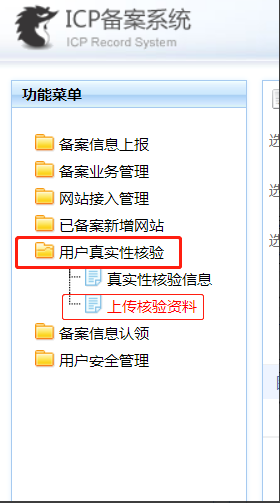 ICP备案系统
ICP Record System
功能菜单
备案信息上报
备案业务管理
网站接入管理
已备案新增网站
用户真实性核验
真实性核验信息
上传核验资料
备案信息认领
用户安全管理
选
选
选